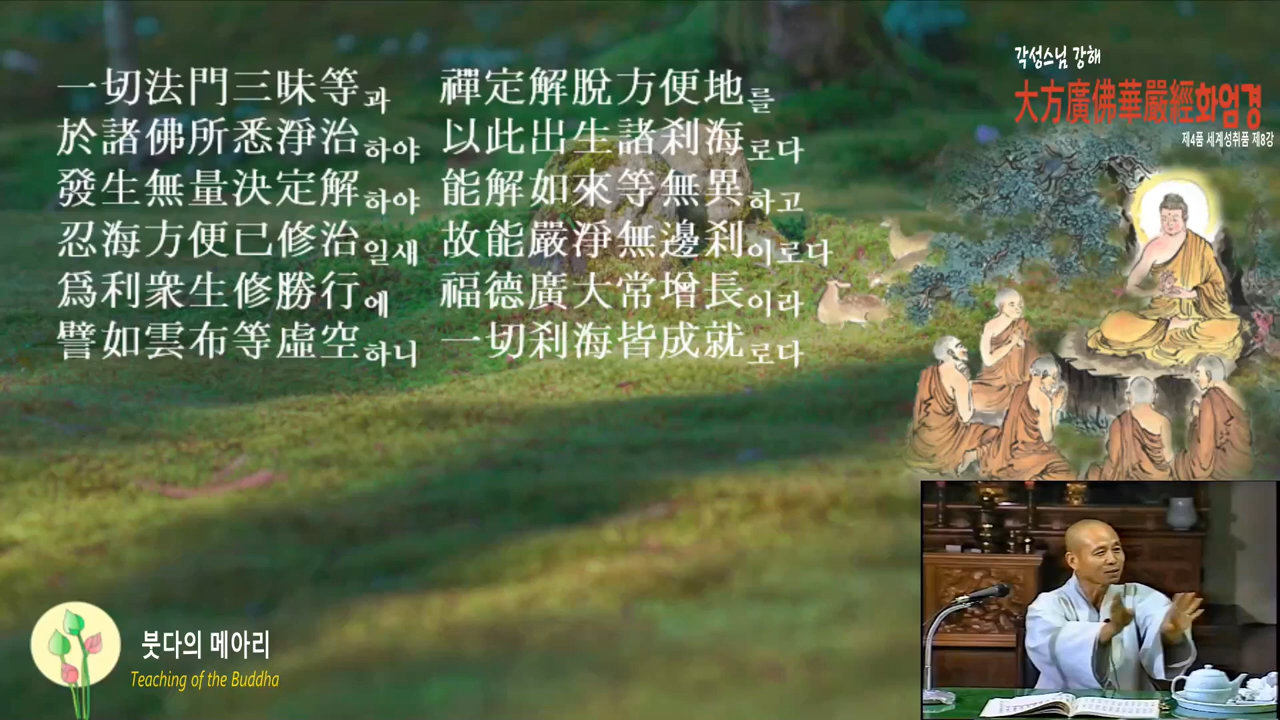 一切法門三昧等과 禪定解脫方便地를
於諸佛所悉淨治하야 以此出生諸刹海로다
發生無量決定解하야 能解如來等無異하고
忍海方便已修治일새 故能嚴淨無邊刹이로다
爲利衆生修勝行에 福德廣大常增長이라
譬如雲布等虛空하니 一切刹海皆成就로다
각성스님 강해
大方廣佛華嚴經화엄경
제4품 세계성취품 제8강
붓다의 메아리
Teaching of the Buddha